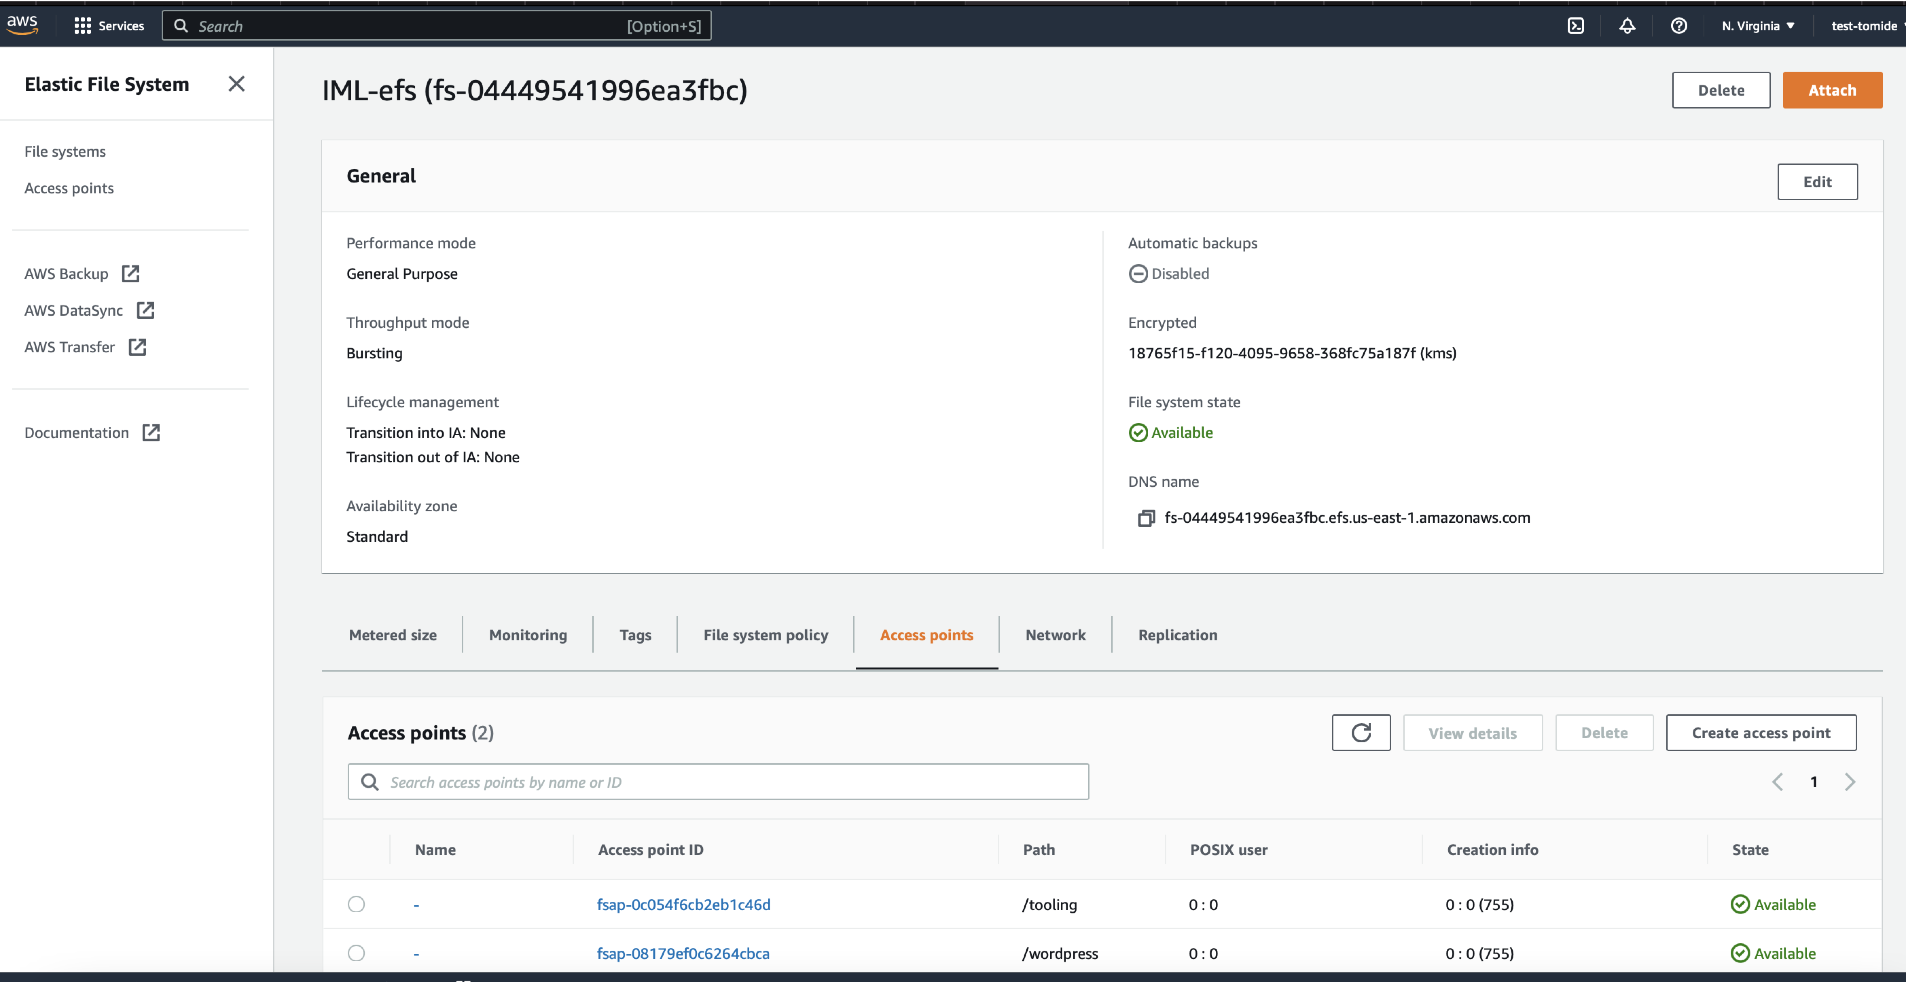 aws Services Search [Option+S] N. Virginia test-tomide
Elastic File System
File systems
Access points
AWS Backup
AWS DataSync
AWS Transfer
Documentation
IML-efs (fs-04449541996ea3fbc)
Delete Attach
General
Edit
Performance mode
General Purpose
Throughput mode
Bursting
Lifecycle management
Transition into IA: None
Transition out of IA: None
Availability zone
Standard
Automatic backups
Disabled
Encrypted
18765f15-f120-4095-9658-368fc75a187f (kms)
File system state
Available
DNS name
fs-04449541996ea3fbc.efs.us-east-1.amazonaws.com
Metered size Monitoring Tags File system policy Access points Network Replication
Access points (2)
View details Delete Create access point
Search access points by name or ID
1
Name Access point ID Path POSIX user Creation info State
- fsap-0c054f6cb2eb1c46d /tooling 0 : 0 0 : 0 (755) Available
- fsap-08179ef0c6264cbca /wordpress 0 : 0 0 : 0 (755) Available